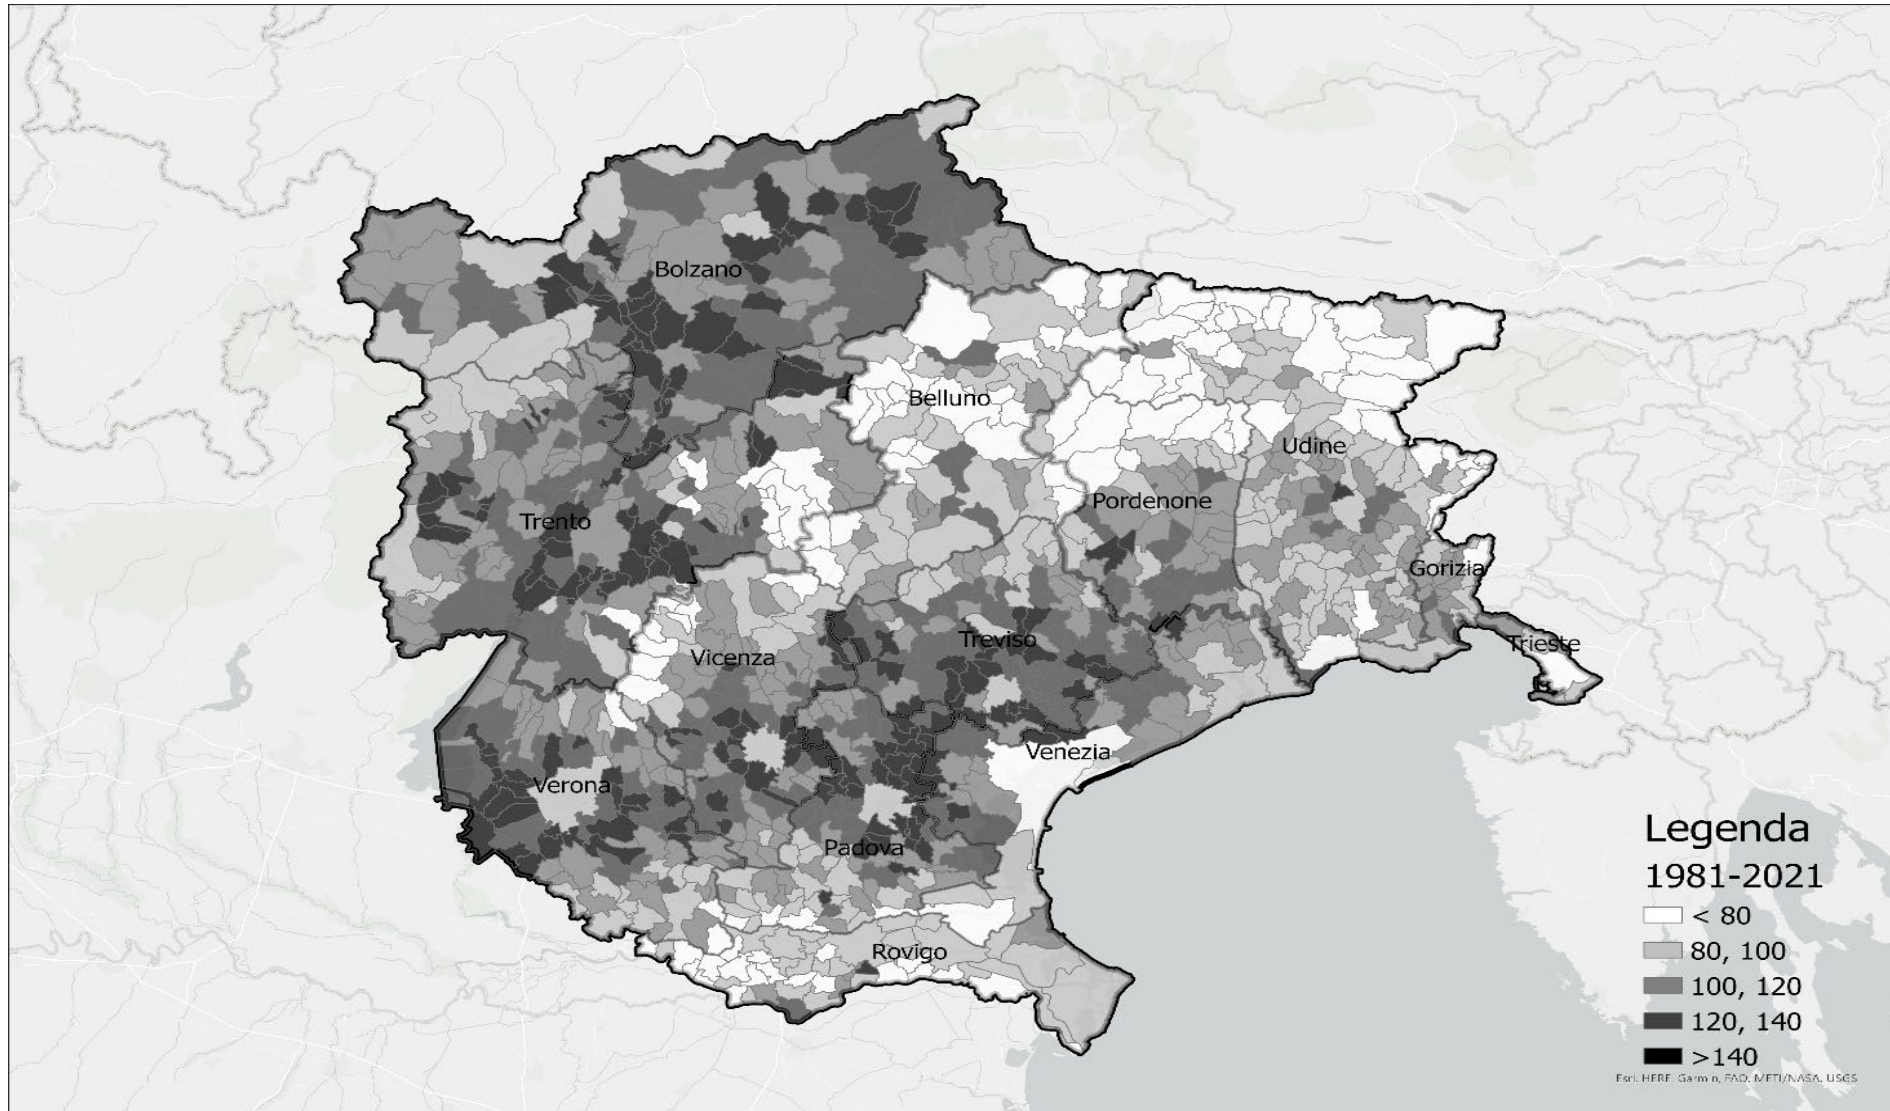 Bolzano
Belluno
Udine
Pordenone
Trento
Gorizia
Treviso
Trieste
Vicenza
Venezia
Verona
Padova
Rovigo
Legenda
1981-2021
< 80
80, 100
100, 120
120, 140
>140
Esri, HERE, Garmin, FAO, METI/NASA, USGS